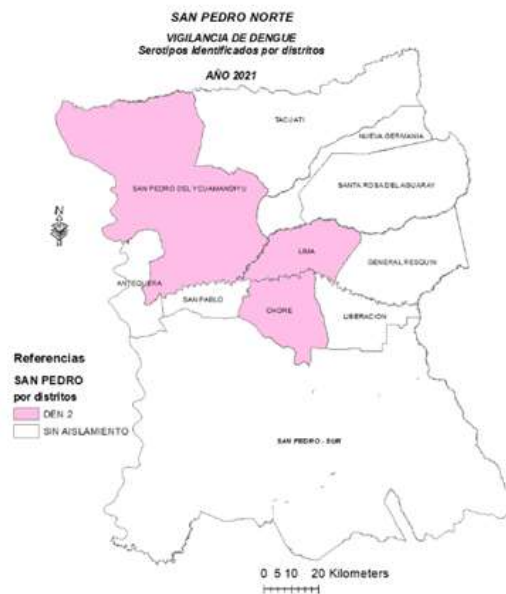 SAN PEDRO NORTE
VIGILANCIA DE DENGUE
Serotipos Identificados por distritos
AÑO 2021
TACUATI
NUEVA GERMANIA
SAN PEDRO DEL YCUAMANDIYU
SANTA ROSA DEL AGUARAY
N
LIMA
GENERAL RESQUIN
ANTEQUERA
SAN PABLO
CHORE
LIBERACION
Referencias
SAN PEDRO
por distritos
DEN 2
SIN AISLAMIENTO
SAN PEDRO - SUR
0 5 10 20 Kilometers